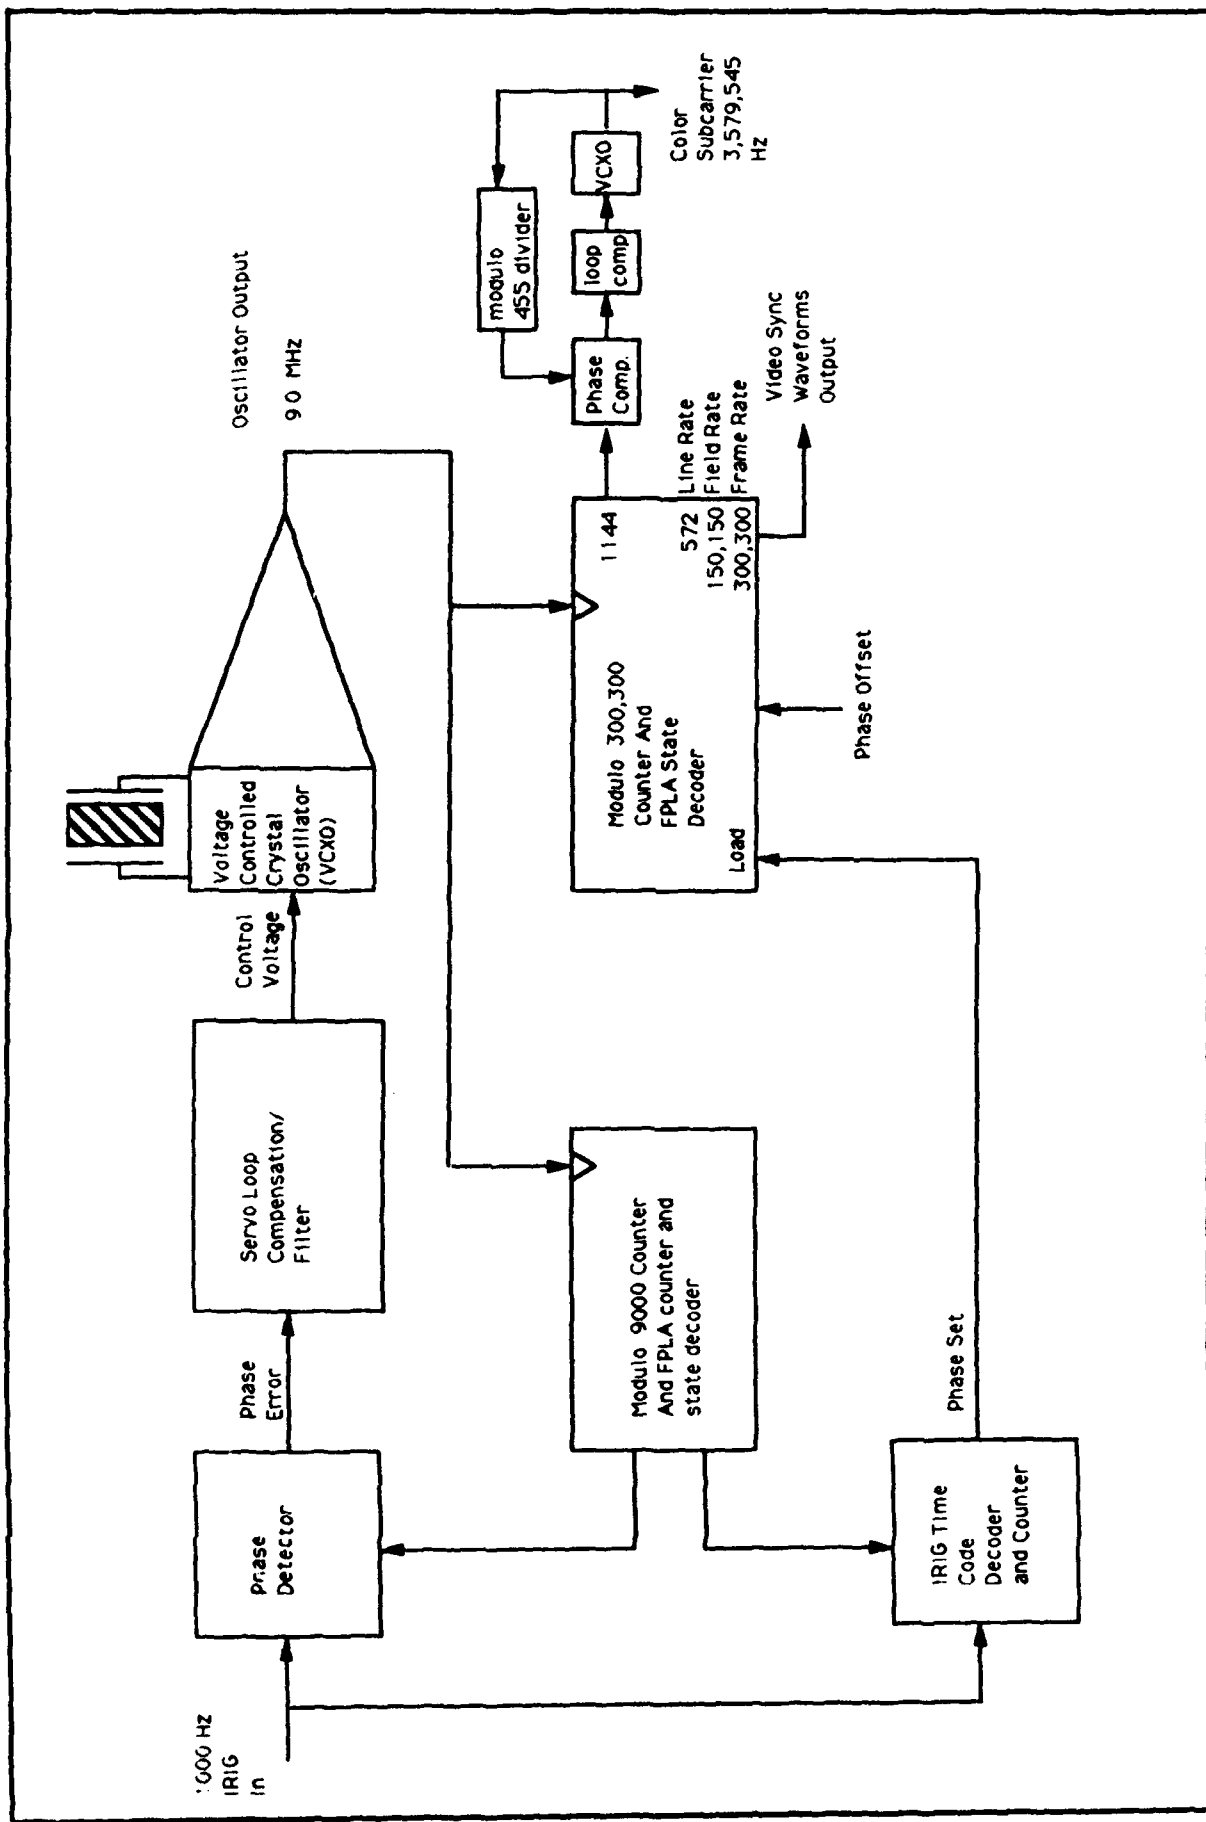 :000 Hz
IRIG
In
Phase
Detector
Phase
Error
Servo Loop
Compensation/
Filter
Control
Voltage
Voltage
Controlled
Crystal
Oscillator
(VCXO)
Oscillator Output
9.0 MHz
Modulo 9000 Counter
And FPLA counter and
state decoder
IRIG Time
Code
Decoder
and Counter
Phase Set
Modulo 300,300
Counter And
FPLA State
Decoder
Load
1144
572
150,150
300,300
Line Rate
Field Rate
Frame Rate
Phase Offset
Video Sync
Waveforms
Output
Phase
Comp.
loop
comp
VCXO
modulo
455 divider
Color
Subcarrier
3,579,545
Hz